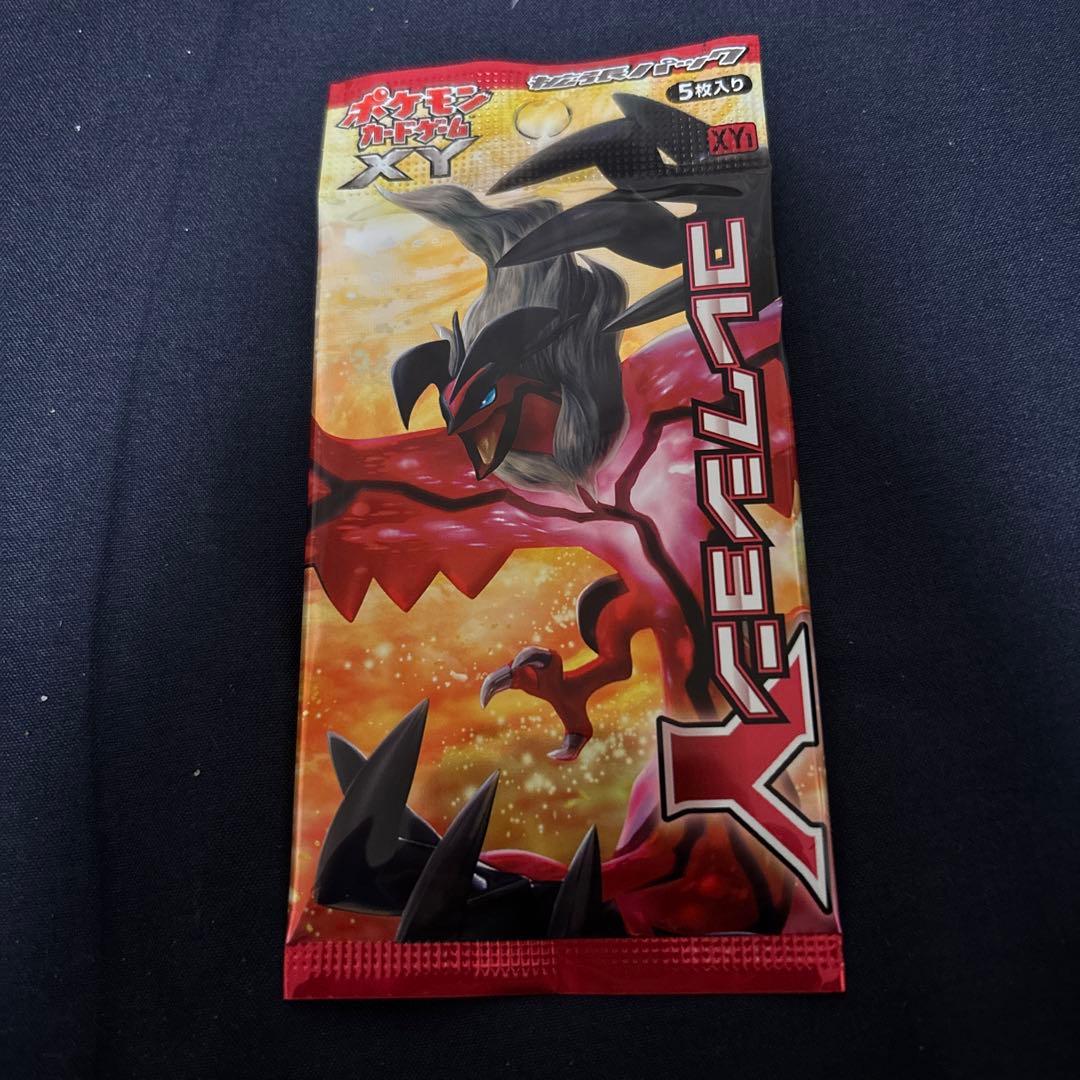 拡張パック
5枚入り
ポケモン
カードゲーム
XY
XY1
コレクションY